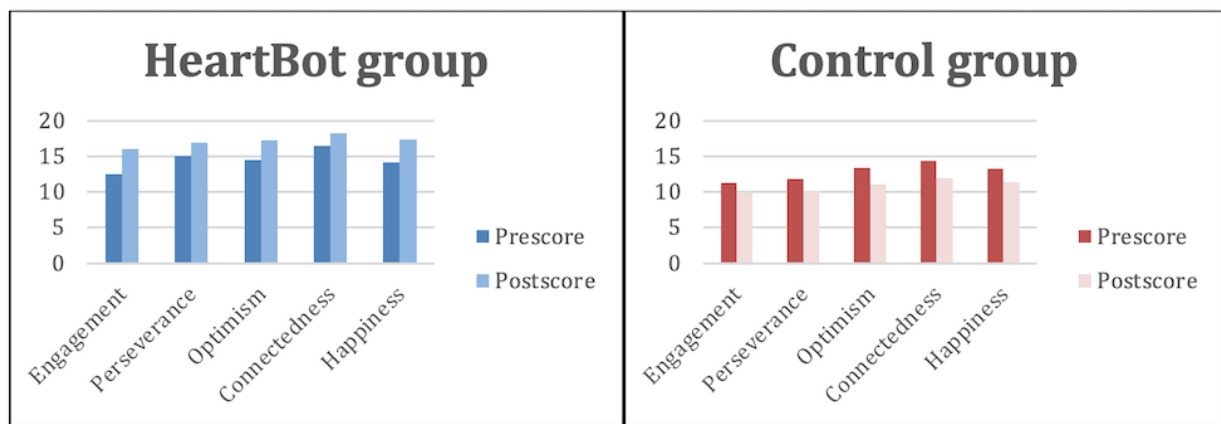 HeartBot group
20
15
10
5
0
Engagement
Perseverance
Optimism
Connectedness
Happiness
Prescore
Postscore
Control group
20
15
10
5
0
Engagement
Perseverance
Optimism
Connectedness
Happiness
Prescore
Postscore